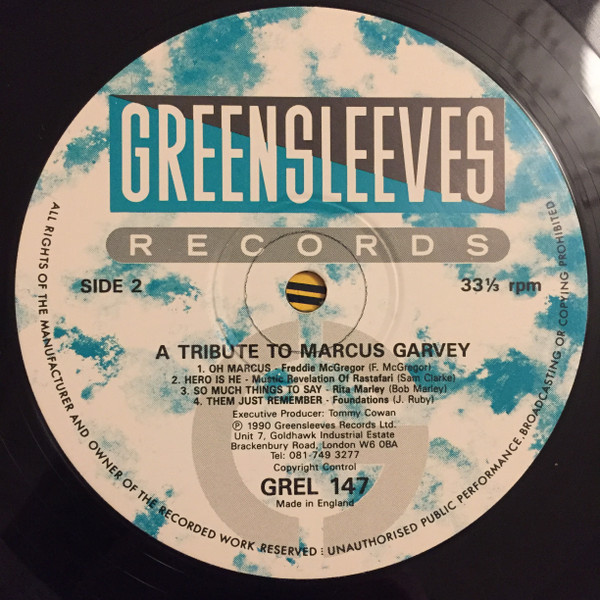 GREENSLEEVES
RECORDS
SIDE 2
33⅓ rpm
A TRIBUTE TO MARCUS GARVEY
1. OH MARCUS - Freddie McGregor (F. McGregor)
2. HERO IS HE - Mustic Revelation Of Rastafari (Sam Clarke)
3. SO MUCH THINGS TO SAY - Rita Marley (Bob Marley)
4. THEM JUST REMEMBER - Foundations (J. Ruby)
Executive Producer: Tommy Cowan
℗ 1990 Greensleeves Records Ltd.
Unit 7, Goldhawk Industrial Estate
Brackenbury Road, London W6 0BA
Tel: 081-749 3277
Copyright Control
GREL 147
Made in England
ALL RIGHTS OF THE MANUFACTURER AND OWNER OF THE RECORDED WORK RESERVED : UNAUTHORISED PUBLIC PERFORMANCE.BROADCASTING OR COPYING PROHIBITED